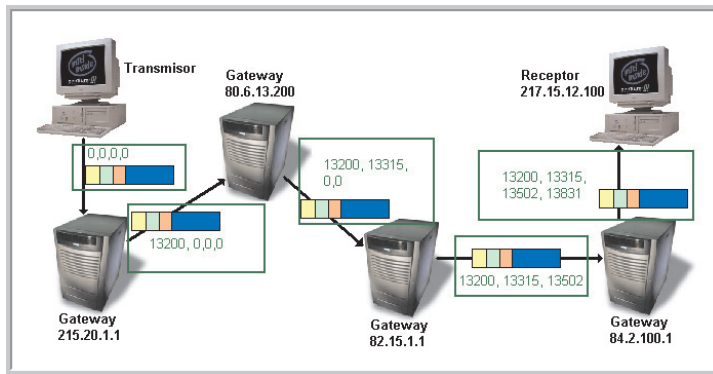 Transmisor
Gateway
80.6.13.200
Receptor
217.15.12.100
0,0,0,0
13200, 13315,
0,0
13200, 13315,
13502, 13831
13200, 0,0,0
13200, 13315, 13502
Gateway
215.20.1.1
Gateway
82.15.1.1
Gateway
84.2.100.1